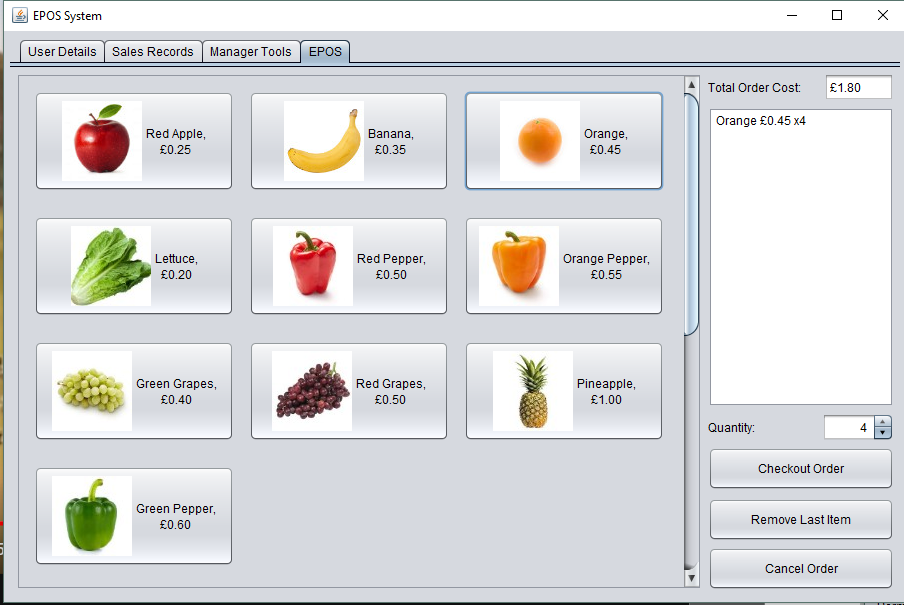 EPOS System
User Details
Sales Records
Manager Tools
EPOS
Total Order Cost:
£1.80
Red Apple,
£0.25
Banana,
£0.35
Orange,
£0.45
Orange £0.45 x4
Lettuce,
£0.20
Red Pepper,
£0.50
Orange Pepper,
£0.55
Green Grapes,
£0.40
Red Grapes,
£0.50
Pineapple,
£1.00
Green Pepper,
£0.60
Quantity:
4
Checkout Order
Remove Last Item
Cancel Order